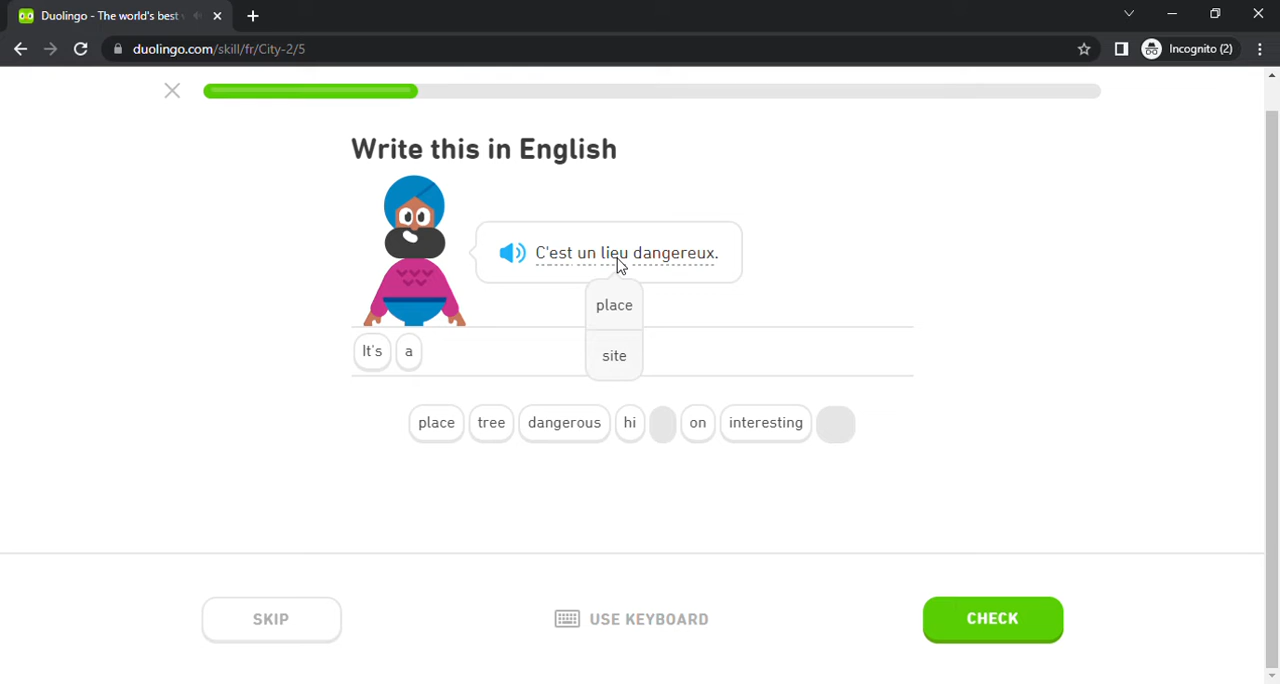 Duolingo - The world's best
duolingo.com/skill/fr/City-2/5
Incognito (2)
Write this in English
C'est un lieu dangereux.
place
site
It's a
place tree dangerous hi on interesting
SKIP
USE KEYBOARD
CHECK